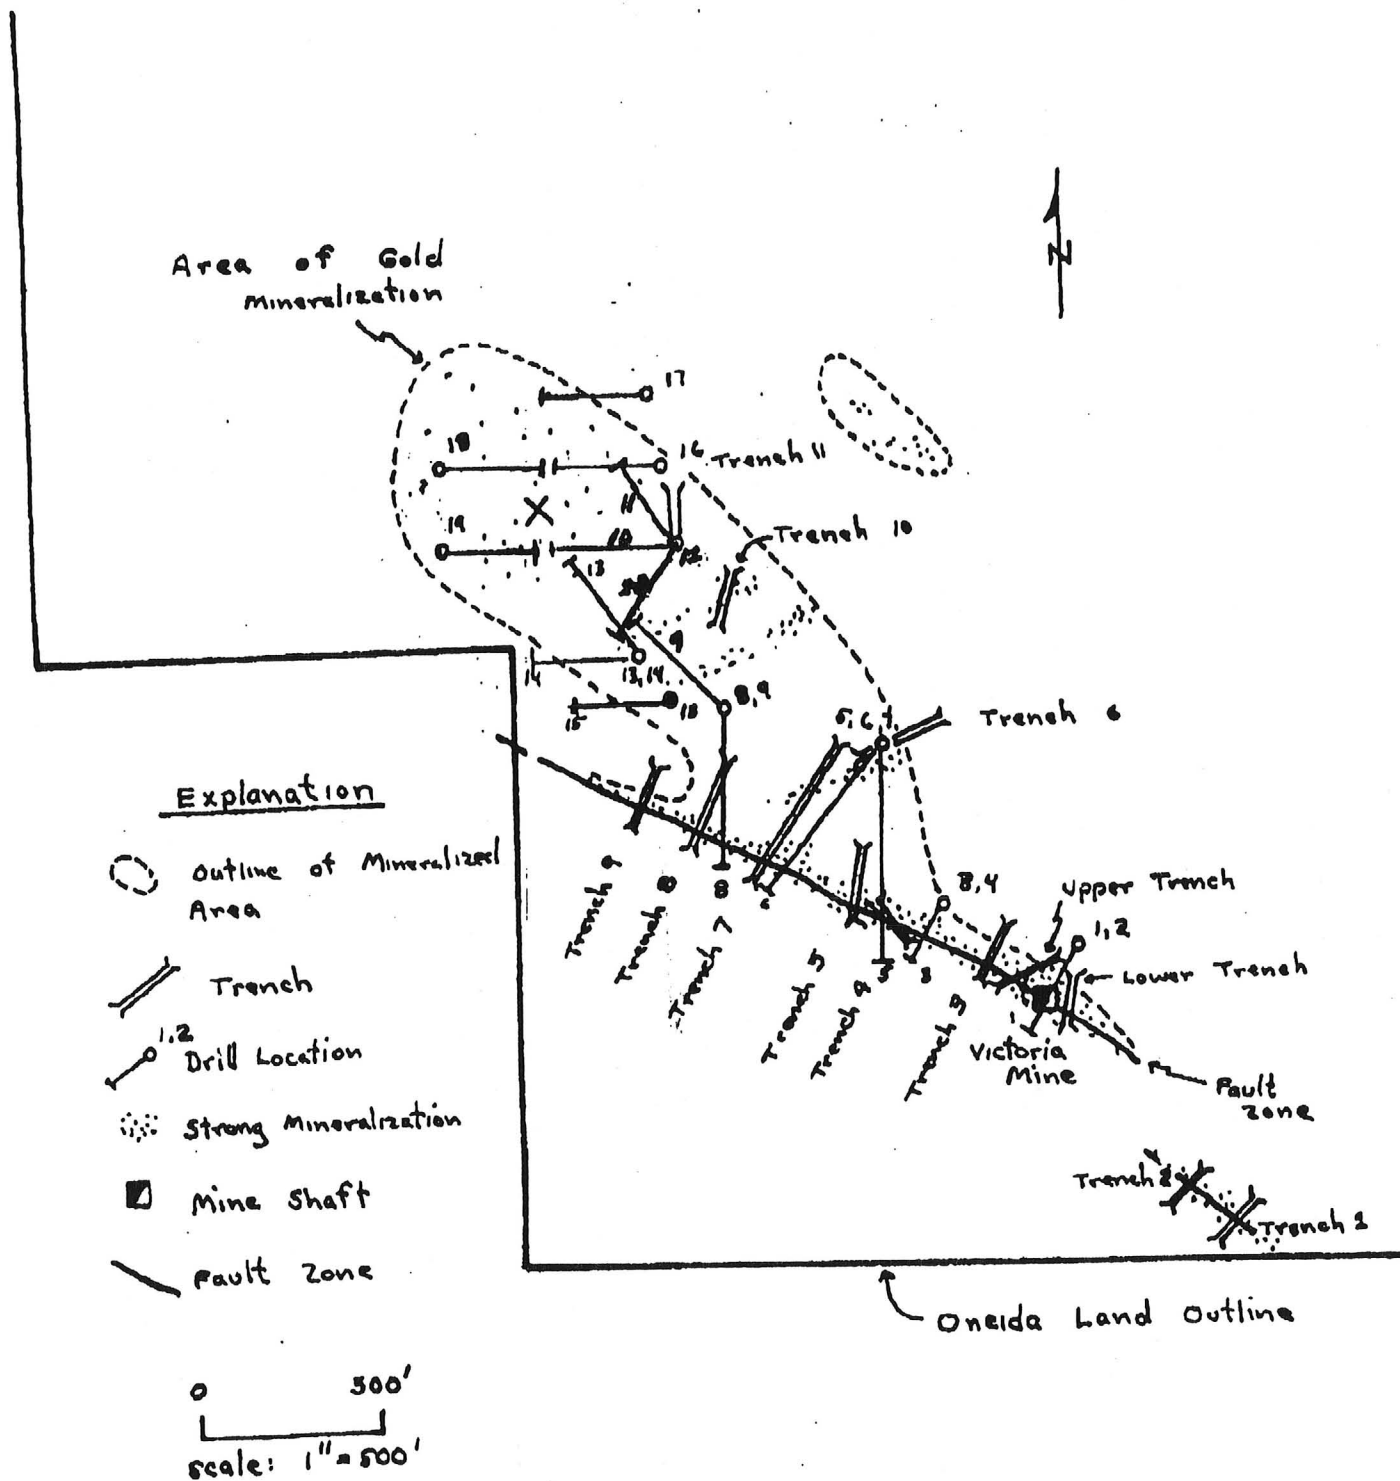 Area of Gold
Mineralization
N
17
18
16
Trench 11
11
19
10
12
Trench 10
13
9
14
13,14
8,9
15
5,6,7
Trench 6
Explanation
Outline of Mineralized
Area
Trench
1,2
Drill Location
Strong Mineralization
Mine Shaft
Fault Zone
8
6
Trench 9
Trench 8
Trench 7
Trench 5
Trench 4
Trench 3
3
Upper Trench
1,2
Lower Trench
1
Victoria
Mine
Fault
Zone
Trench 2
Trench 1
Oneida Land Outline
0 500'
Scale: 1" = 500'